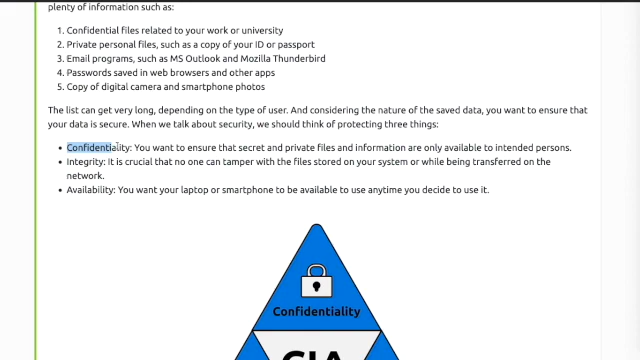 plenty of information such as:
1. Confidential files related to your work or university
2. Private personal files, such as a copy of your ID or passport
3. Email programs, such as MS Outlook and Mozilla Thunderbird
4. Passwords saved in web browsers and other apps
5. Copy of digital camera and smartphone photos
The list can get very long, depending on the type of user. And considering the nature of the saved data, you want to ensure that
your data is secure. When we talk about security, we should think of protecting three things:
• Confidentiality: You want to ensure that secret and private files and information are only available to intended persons.
• Integrity: It is crucial that no one can tamper with the files stored on your system or while being transferred on the
network.
• Availability: You want your laptop or smartphone to be available to use anytime you decide to use it.
Confidentiality
CIA